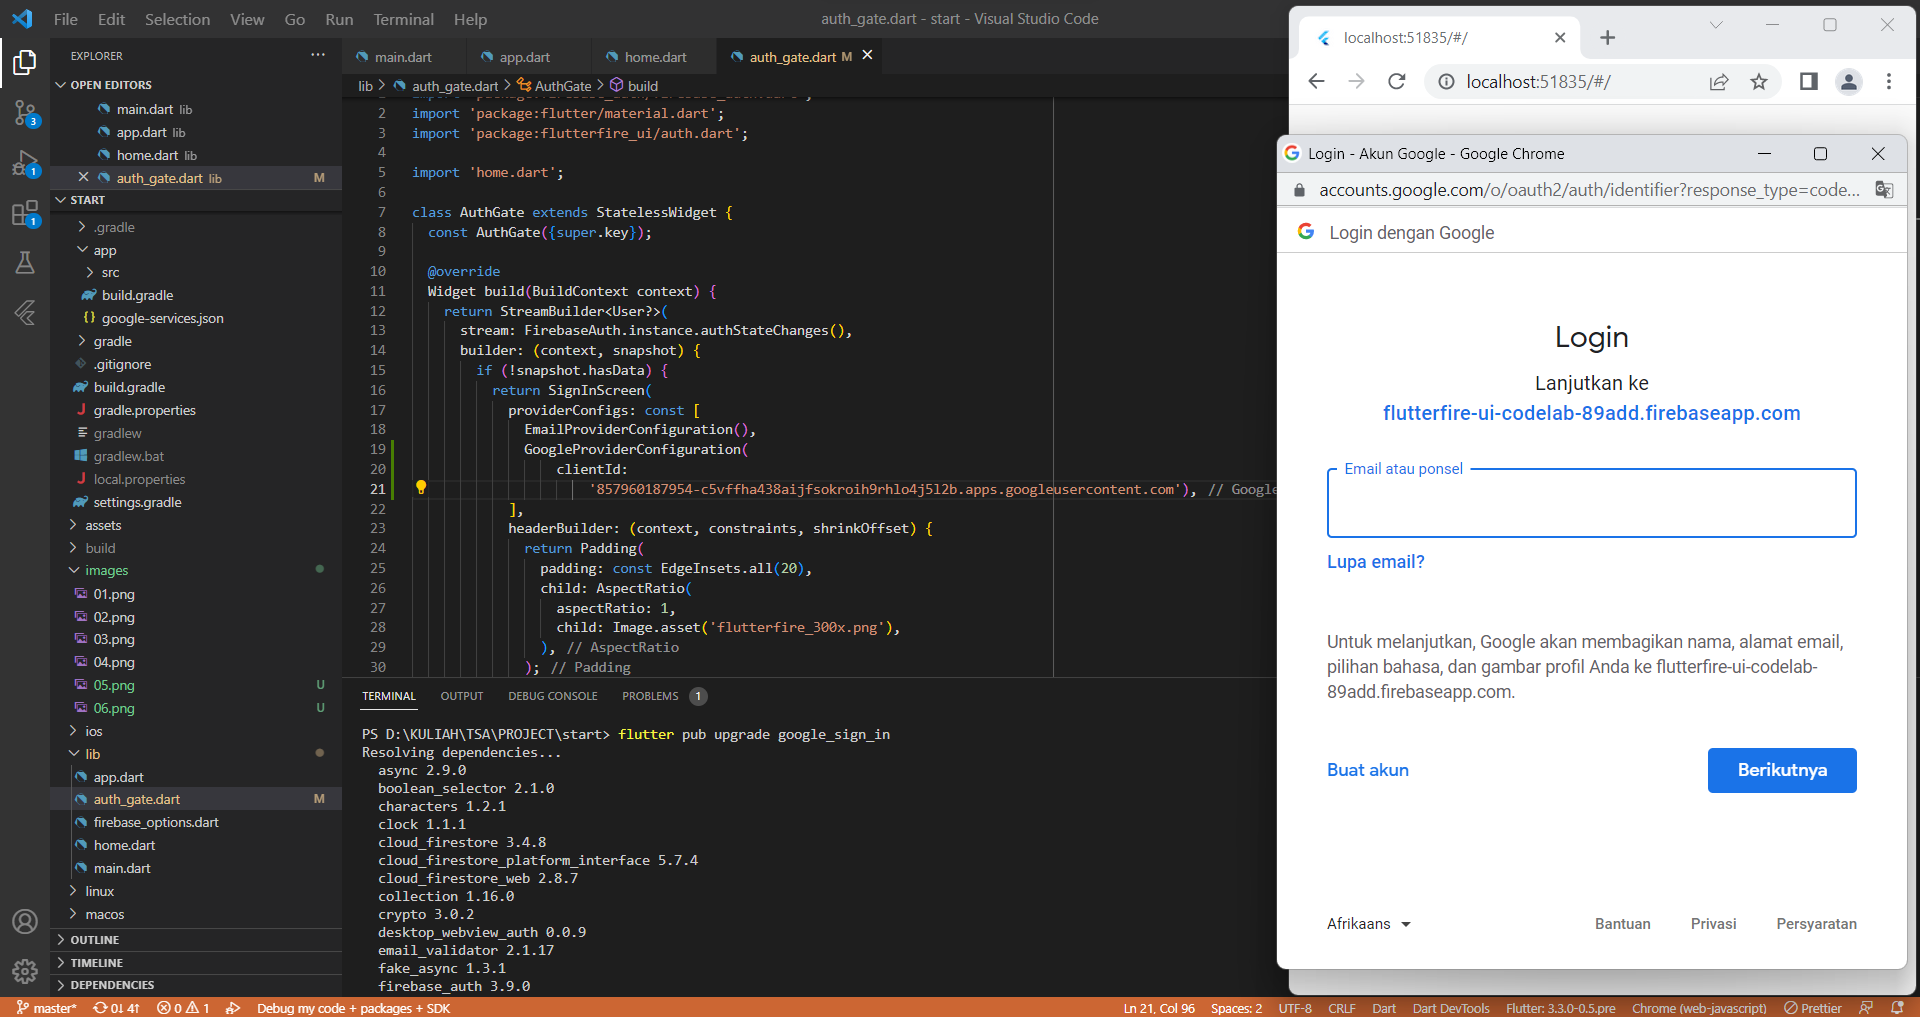 File Edit Selection View Go Run Terminal Help
auth_gate.dart - start - Visual Studio Code
EXPLORER
OPEN EDITORS
main.dart lib
app.dart lib
home.dart lib
auth_gate.dart lib M
START
.gradle
app
src
build.gradle
google-services.json
gradle
.gitignore
build.gradle
gradle.properties
gradlew
gradlew.bat
local.properties
settings.gradle
assets
build
images
01.png
02.png
03.png
04.png
05.png U
06.png U
ios
lib
app.dart
auth_gate.dart M
firebase_options.dart
home.dart
main.dart
linux
macos
OUTLINE
TIMELINE
DEPENDENCIES
3
1
1
main.dart app.dart home.dart auth_gate.dart M
lib > auth_gate.dart > AuthGate > build
2 import 'package:flutter/material.dart';
3 import 'package:flutterfire_ui/auth.dart';
4
5 import 'home.dart';
6
7 class AuthGate extends StatelessWidget {
8 const AuthGate({super.key});
9
10 @override
11 Widget build(BuildContext context) {
12 return StreamBuilder<User?>(
13 stream: FirebaseAuth.instance.authStateChanges(),
14 builder: (context, snapshot) {
15 if (!snapshot.hasData) {
16 return SignInScreen(
17 providerConfigs: const [
18 EmailProviderConfiguration(),
19 GoogleProviderConfiguration(
20 clientId:
21 '857960187954-c5vffha438aijfsokroih9rhlo4j5l2b.apps.googleusercontent.com'), // Google
22 ],
23 headerBuilder: (context, constraints, shrinkOffset) {
24 return Padding(
25 padding: const EdgeInsets.all(20),
26 child: AspectRatio(
27 aspectRatio: 1,
28 child: Image.asset('flutterfire_300x.png'),
29 ), // AspectRatio
30 ); // Padding
TERMINAL OUTPUT DEBUG CONSOLE PROBLEMS 1
PS D:\KULIAH\TSA\PROJECT\start> flutter pub upgrade google_sign_in
Resolving dependencies...
async 2.9.0
boolean_selector 2.1.0
characters 1.2.1
clock 1.1.1
cloud_firestore 3.4.8
cloud_firestore_platform_interface 5.7.4
cloud_firestore_web 2.8.7
collection 1.16.0
crypto 3.0.2
desktop_webview_auth 0.0.9
email_validator 2.1.17
fake_async 1.3.1
firebase_auth 3.9.0
localhost:51835/#/
localhost:51835/#/
Login - Akun Google - Google Chrome
accounts.google.com/o/oauth2/auth/identifier?response_type=code...
Login dengan Google
Login
Lanjutkan ke
flutterfire-ui-codelab-89add.firebaseapp.com
Email atau ponsel
Lupa email?
Untuk melanjutkan, Google akan membagikan nama, alamat email,
pilihan bahasa, dan gambar profil Anda ke flutterfire-ui-codelab-
89add.firebaseapp.com.
Buat akun Berikutnya
Afrikaans Bantuan Privasi Persyaratan
master* 0↓ 4↑ 0 1 Debug my code + packages + SDK Ln 21, Col 96 Spaces: 2 UTF-8 CRLF Dart Dart DevTools Flutter: 3.3.0-0.5.pre Chrome (web-javascript) Prettier